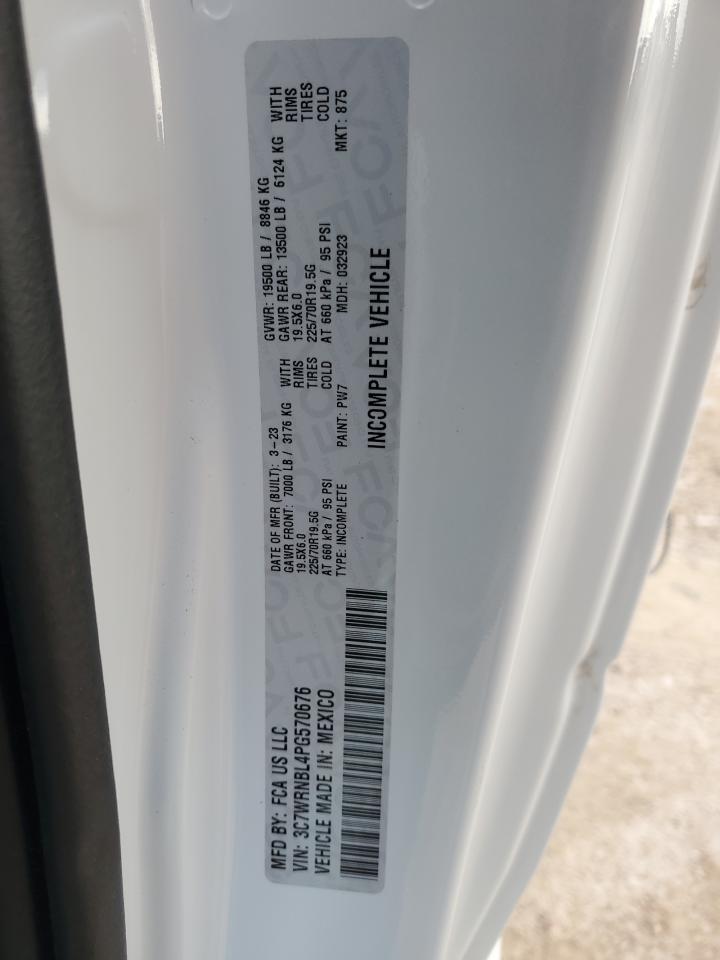 MFD BY: FCA US LLC
DATE OF MFR (BUILT): 3-23
GVWR: 19500 LB / 8846 KG
GAWR FRONT: 7000 LB / 3176 KG WITH
GAWR REAR: 13500 LB / 6124 KG WITH
19.5X6.0 RIMS
19.5X6.0 RIMS
225/70R19.5G TIRES
225/70R19.5G TIRES
AT 660 kPa / 95 PSI COLD
AT 660 kPa / 95 PSI COLD
VIN: 3C7WRNBL4PG570676
TYPE: INCOMPLETE
PAINT: PW7
MDH: 032923
MKT: 875
VEHICLE MADE IN: MEXICO
INCOMPLETE VEHICLE